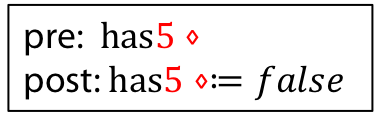 pre: has5 ⋄
post: has5 ⋄:= false